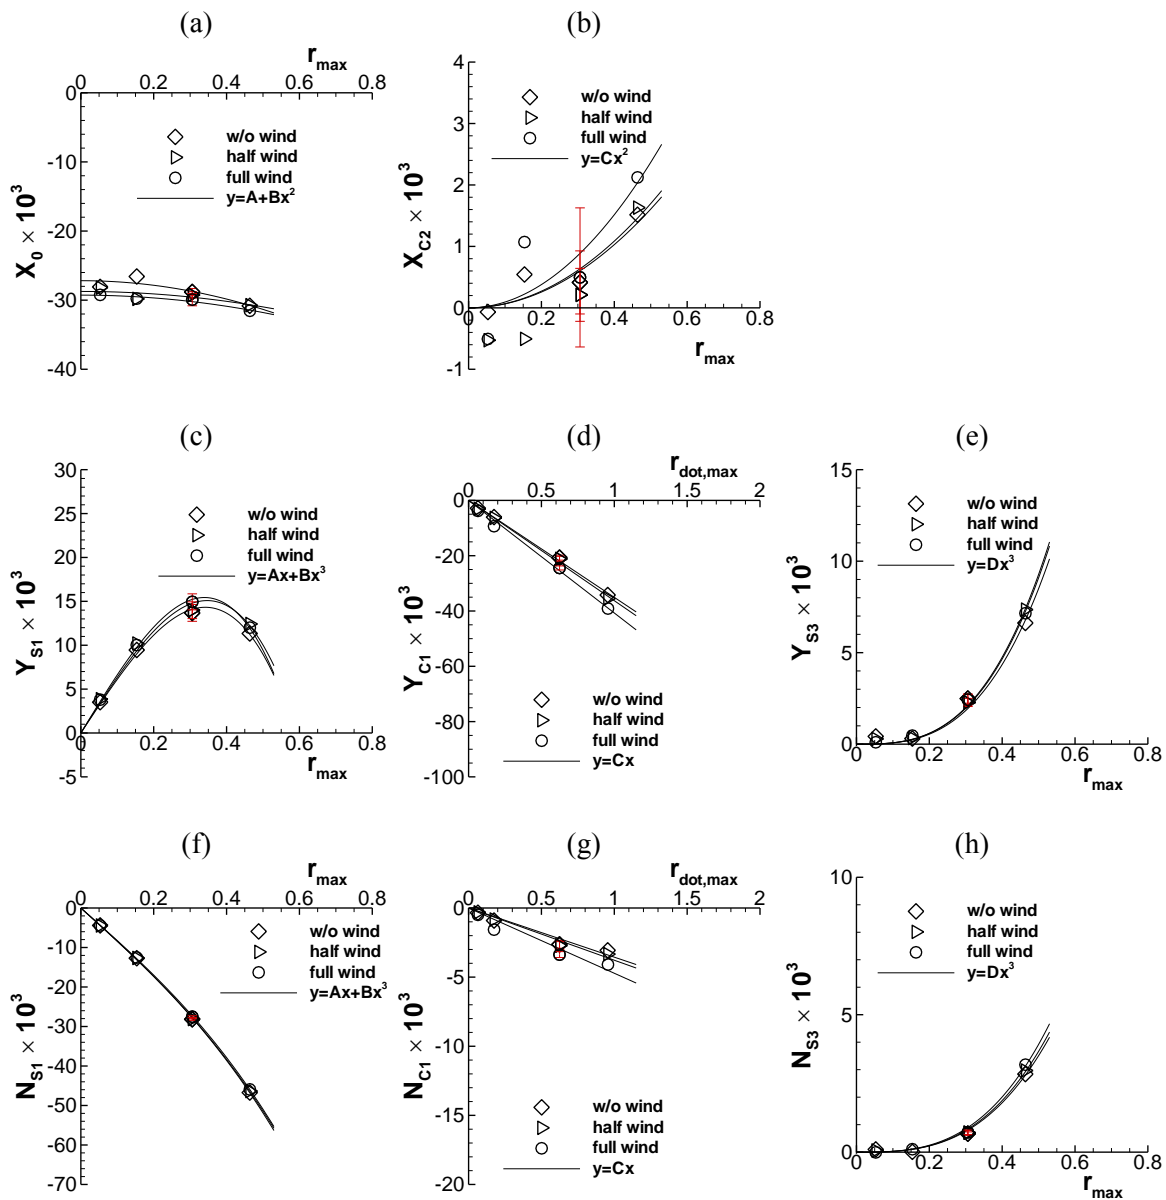 (a)
r_max
0 0.2 0.4 0.6 0.8
0
-10
-20
-30
-40
X_0 × 10^3
w/o wind
half wind
full wind
y=A+Bx^2
(b)
4
3
2
1
0
-1
X_C2 × 10^3
w/o wind
half wind
full wind
y=Cx^2
0 0.2 0.4 0.6 0.8
r_max
(c)
30
25
20
15
10
5
0
-5
Y_S1 × 10^3
w/o wind
half wind
full wind
y=Ax+Bx^3
0 0.2 0.4 0.6 0.8
r_max
(d)
r_dot,max
0 0.5 1 1.5 2
0
-20
-40
-60
-80
-100
Y_C1 × 10^3
w/o wind
half wind
full wind
y=Cx
(e)
15
10
5
0
Y_S3 × 10^3
w/o wind
half wind
full wind
y=Dx^3
0 0.2 0.4 0.6 0.8
r_max
(f)
r_max
0 0.2 0.4 0.6 0.8
0
-10
-20
-30
-40
-50
-60
-70
N_S1 × 10^3
w/o wind
half wind
full wind
y=Ax+Bx^3
(g)
r_dot,max
0 0.5 1 1.5 2
0
-5
-10
-15
-20
N_C1 × 10^3
w/o wind
half wind
full wind
y=Cx
(h)
10
5
0
N_S3 × 10^3
w/o wind
half wind
full wind
y=Dx^3
0 0.2 0.4 0.6 0.8
r_max